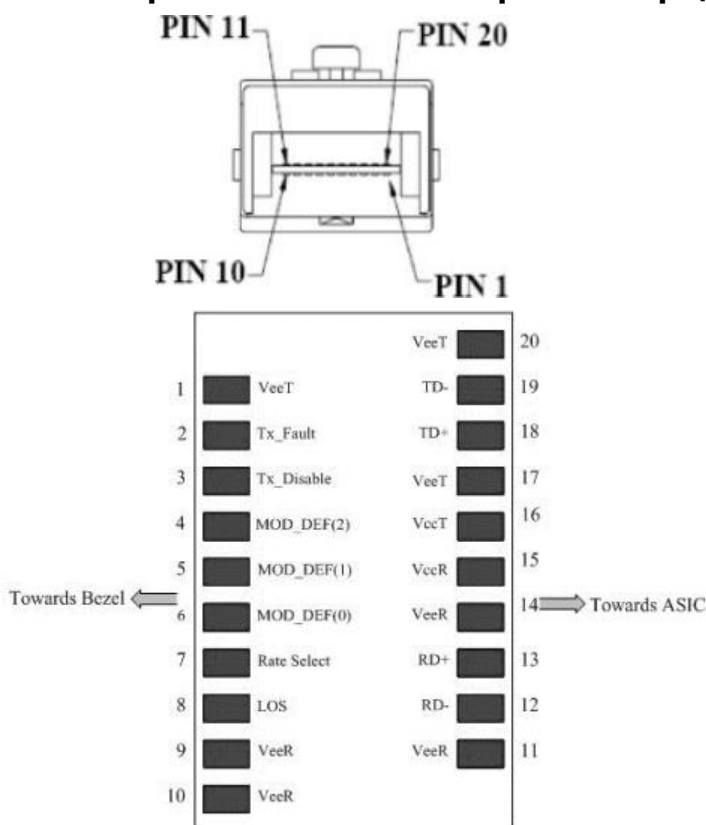 PIN 11
PIN 20
PIN 10
PIN 1
VeeT 20
1 VeeT TD- 19
2 Tx_Fault TD+ 18
3 Tx_Disable VeeT 17
4 MOD_DEF(2) VccT 16
5 MOD_DEF(1) VccR 15
Towards Bezel 6 MOD_DEF(0) VeeR 14 Towards ASIC
7 Rate Select RD+ 13
8 LOS RD- 12
9 VeeR VeeR 11
10 VeeR